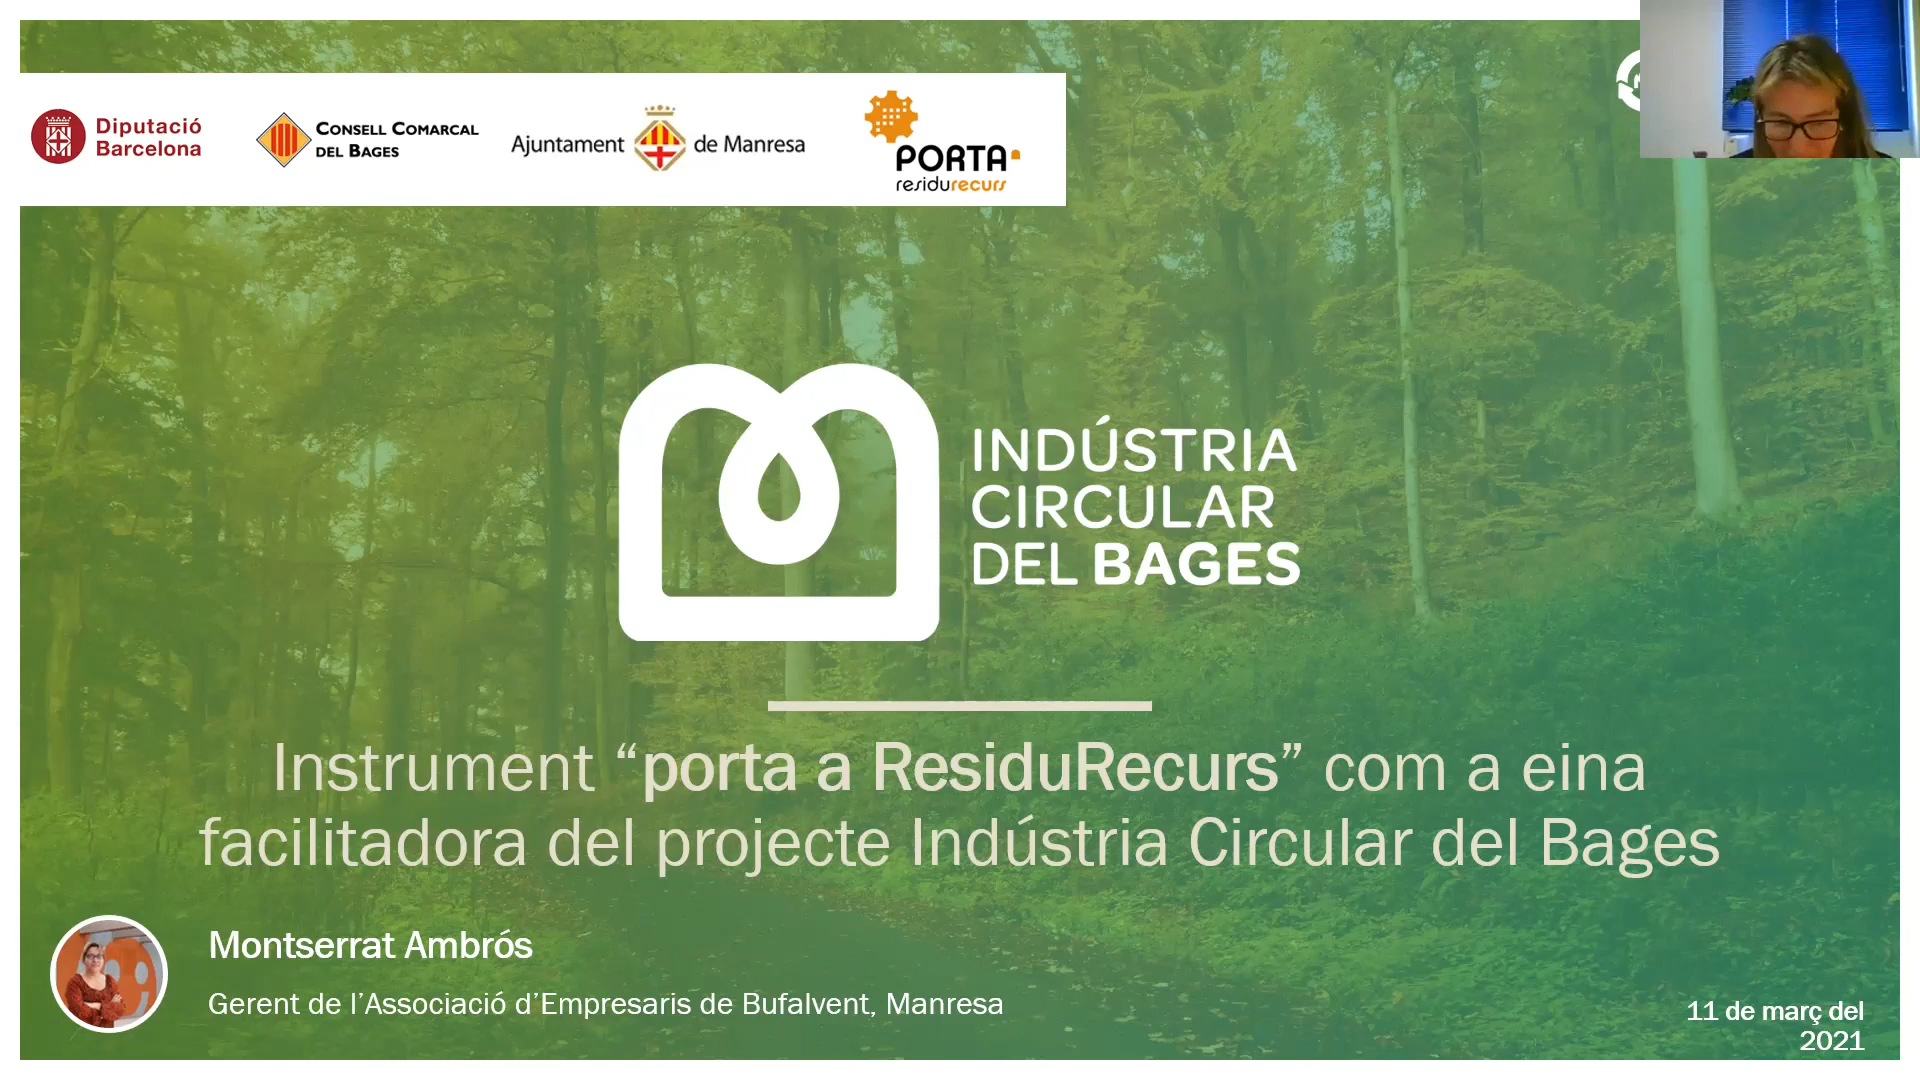 Diputació
Barcelona
CONSELL COMARCAL
DEL BAGES
Ajuntament de Manresa
PORTA
residurecurs
INDÚSTRIA
CIRCULAR
DEL BAGES
Instrument “porta a ResiduRecurs” com a eina
facilitadora del projecte Indústria Circular del Bages
Montserrat Ambrós
Gerent de l’Associació d’Empresaris de Bufalvent, Manresa
11 de març del
2021